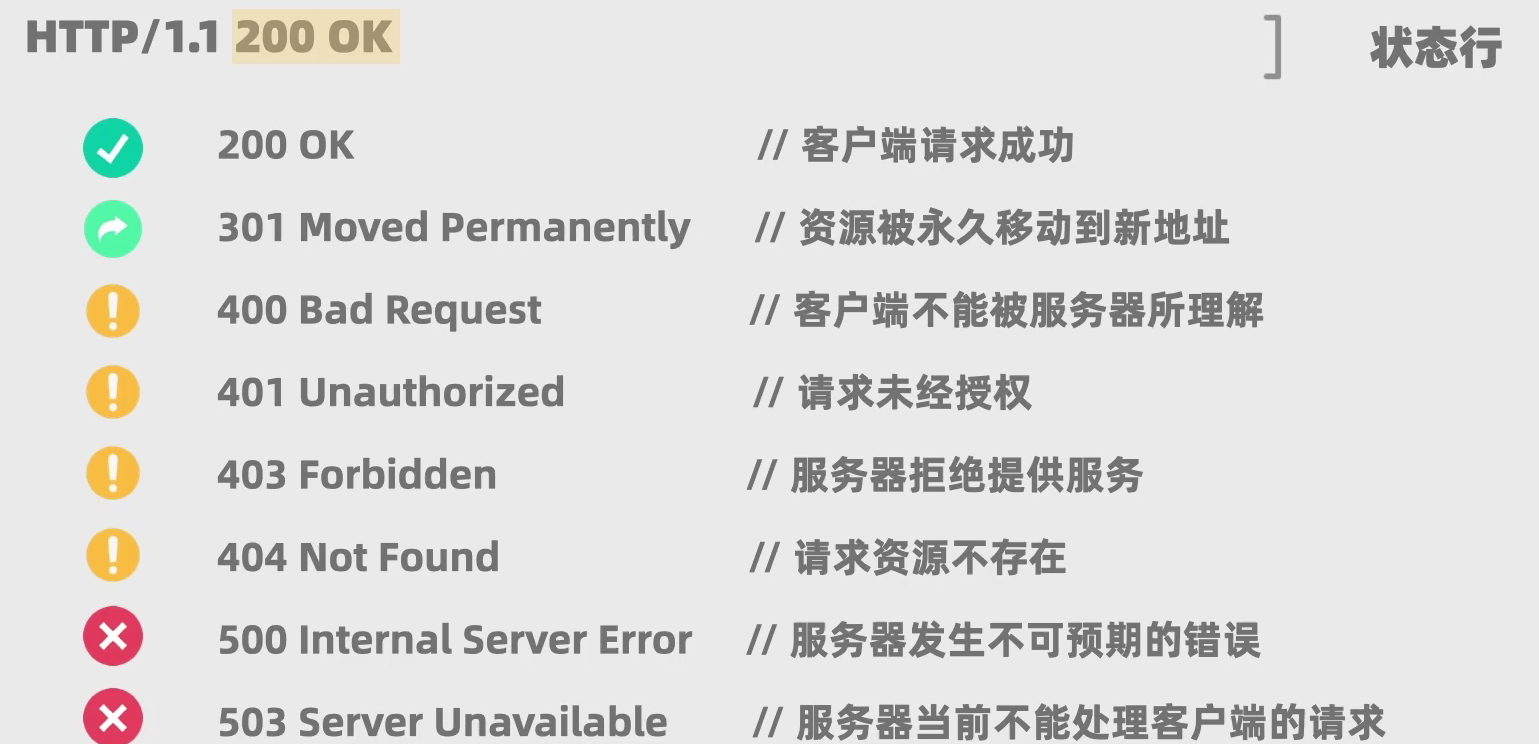 HTTP/1.1 200 OK ] 状态行
200 OK // 客户端请求成功
301 Moved Permanently // 资源被永久移动到新地址
400 Bad Request // 客户端不能被服务器所理解
401 Unauthorized // 请求未经授权
403 Forbidden // 服务器拒绝提供服务
404 Not Found // 请求资源不存在
500 Internal Server Error // 服务器发生不可预期的错误
503 Server Unavailable // 服务器当前不能处理客户端的请求